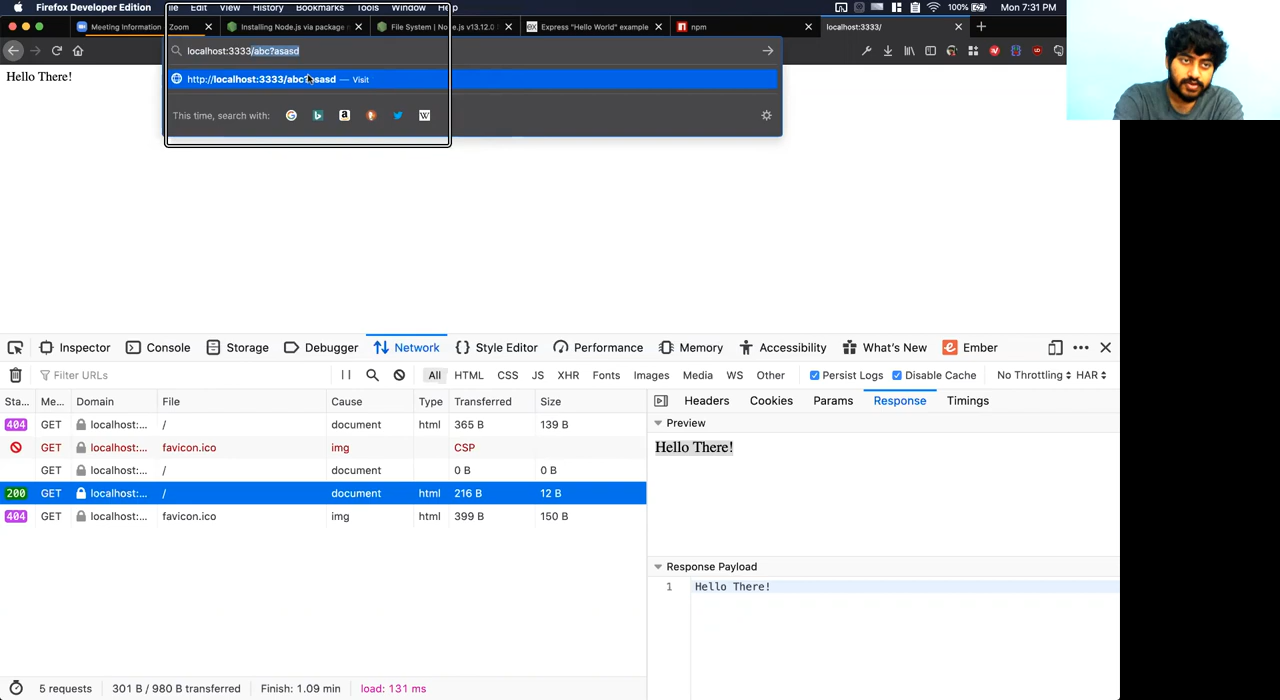 Firefox Developer Edition File Edit View History Bookmarks Tools Window Help 100% Mon 7:31 PM
Meeting Information Zoom Installing Node.js via package File System | Node.js v13.12.0 Express "Hello World" example npm localhost:3333/
localhost:3333/abc?asasd
http://localhost:3333/abc?asasd — Visit
This time, search with:
Hello There!
Inspector Console Storage Debugger Network Style Editor Performance Memory Accessibility What's New Ember
Filter URLs All HTML CSS JS XHR Fonts Images Media WS Other Persist Logs Disable Cache No Throttling HAR
Sta... Me... Domain File Cause Type Transferred Size
404 GET localhost:... / document html 365 B 139 B
GET localhost:... favicon.ico img CSP
GET localhost:... / document 0 B 0 B
200 GET localhost:... / document html 216 B 12 B
404 GET localhost:... favicon.ico img html 399 B 150 B
Headers Cookies Params Response Timings
Preview
Hello There!
Response Payload
1 Hello There!
5 requests 301 B / 980 B transferred Finish: 1.09 min load: 131 ms